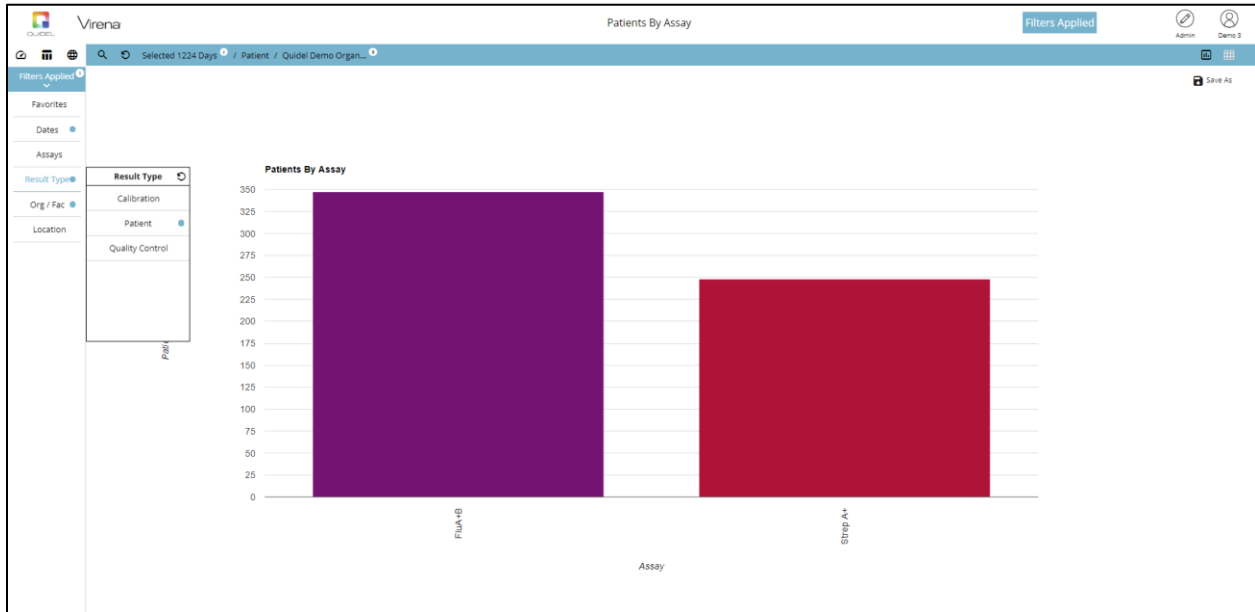 QUIDEL
Virena
Patients By Assay
Filters Applied
Admin
Demo 3
Selected 1224 Days / Patient / Quidel Demo Organ...
Filters Applied
Save As
Favorites
Dates
Assays
Result Type
Org / Fac
Location
Result Type
Calibration
Patient
Quality Control
Patients By Assay
350
325
300
275
250
225
200
175
150
125
100
75
50
25
0
Patie
FluA+B
Strep A+
Assay